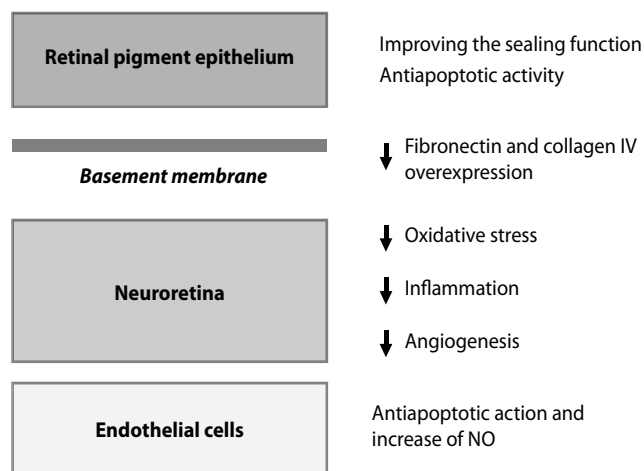 Retinal pigment epithelium
Improving the sealing function
Antiapoptotic activity
Basement membrane
Fibronectin and collagen IV
overexpression
Neuroretina
Oxidative stress
Inflammation
Angiogenesis
Endothelial cells
Antiapoptotic action and
increase of NO